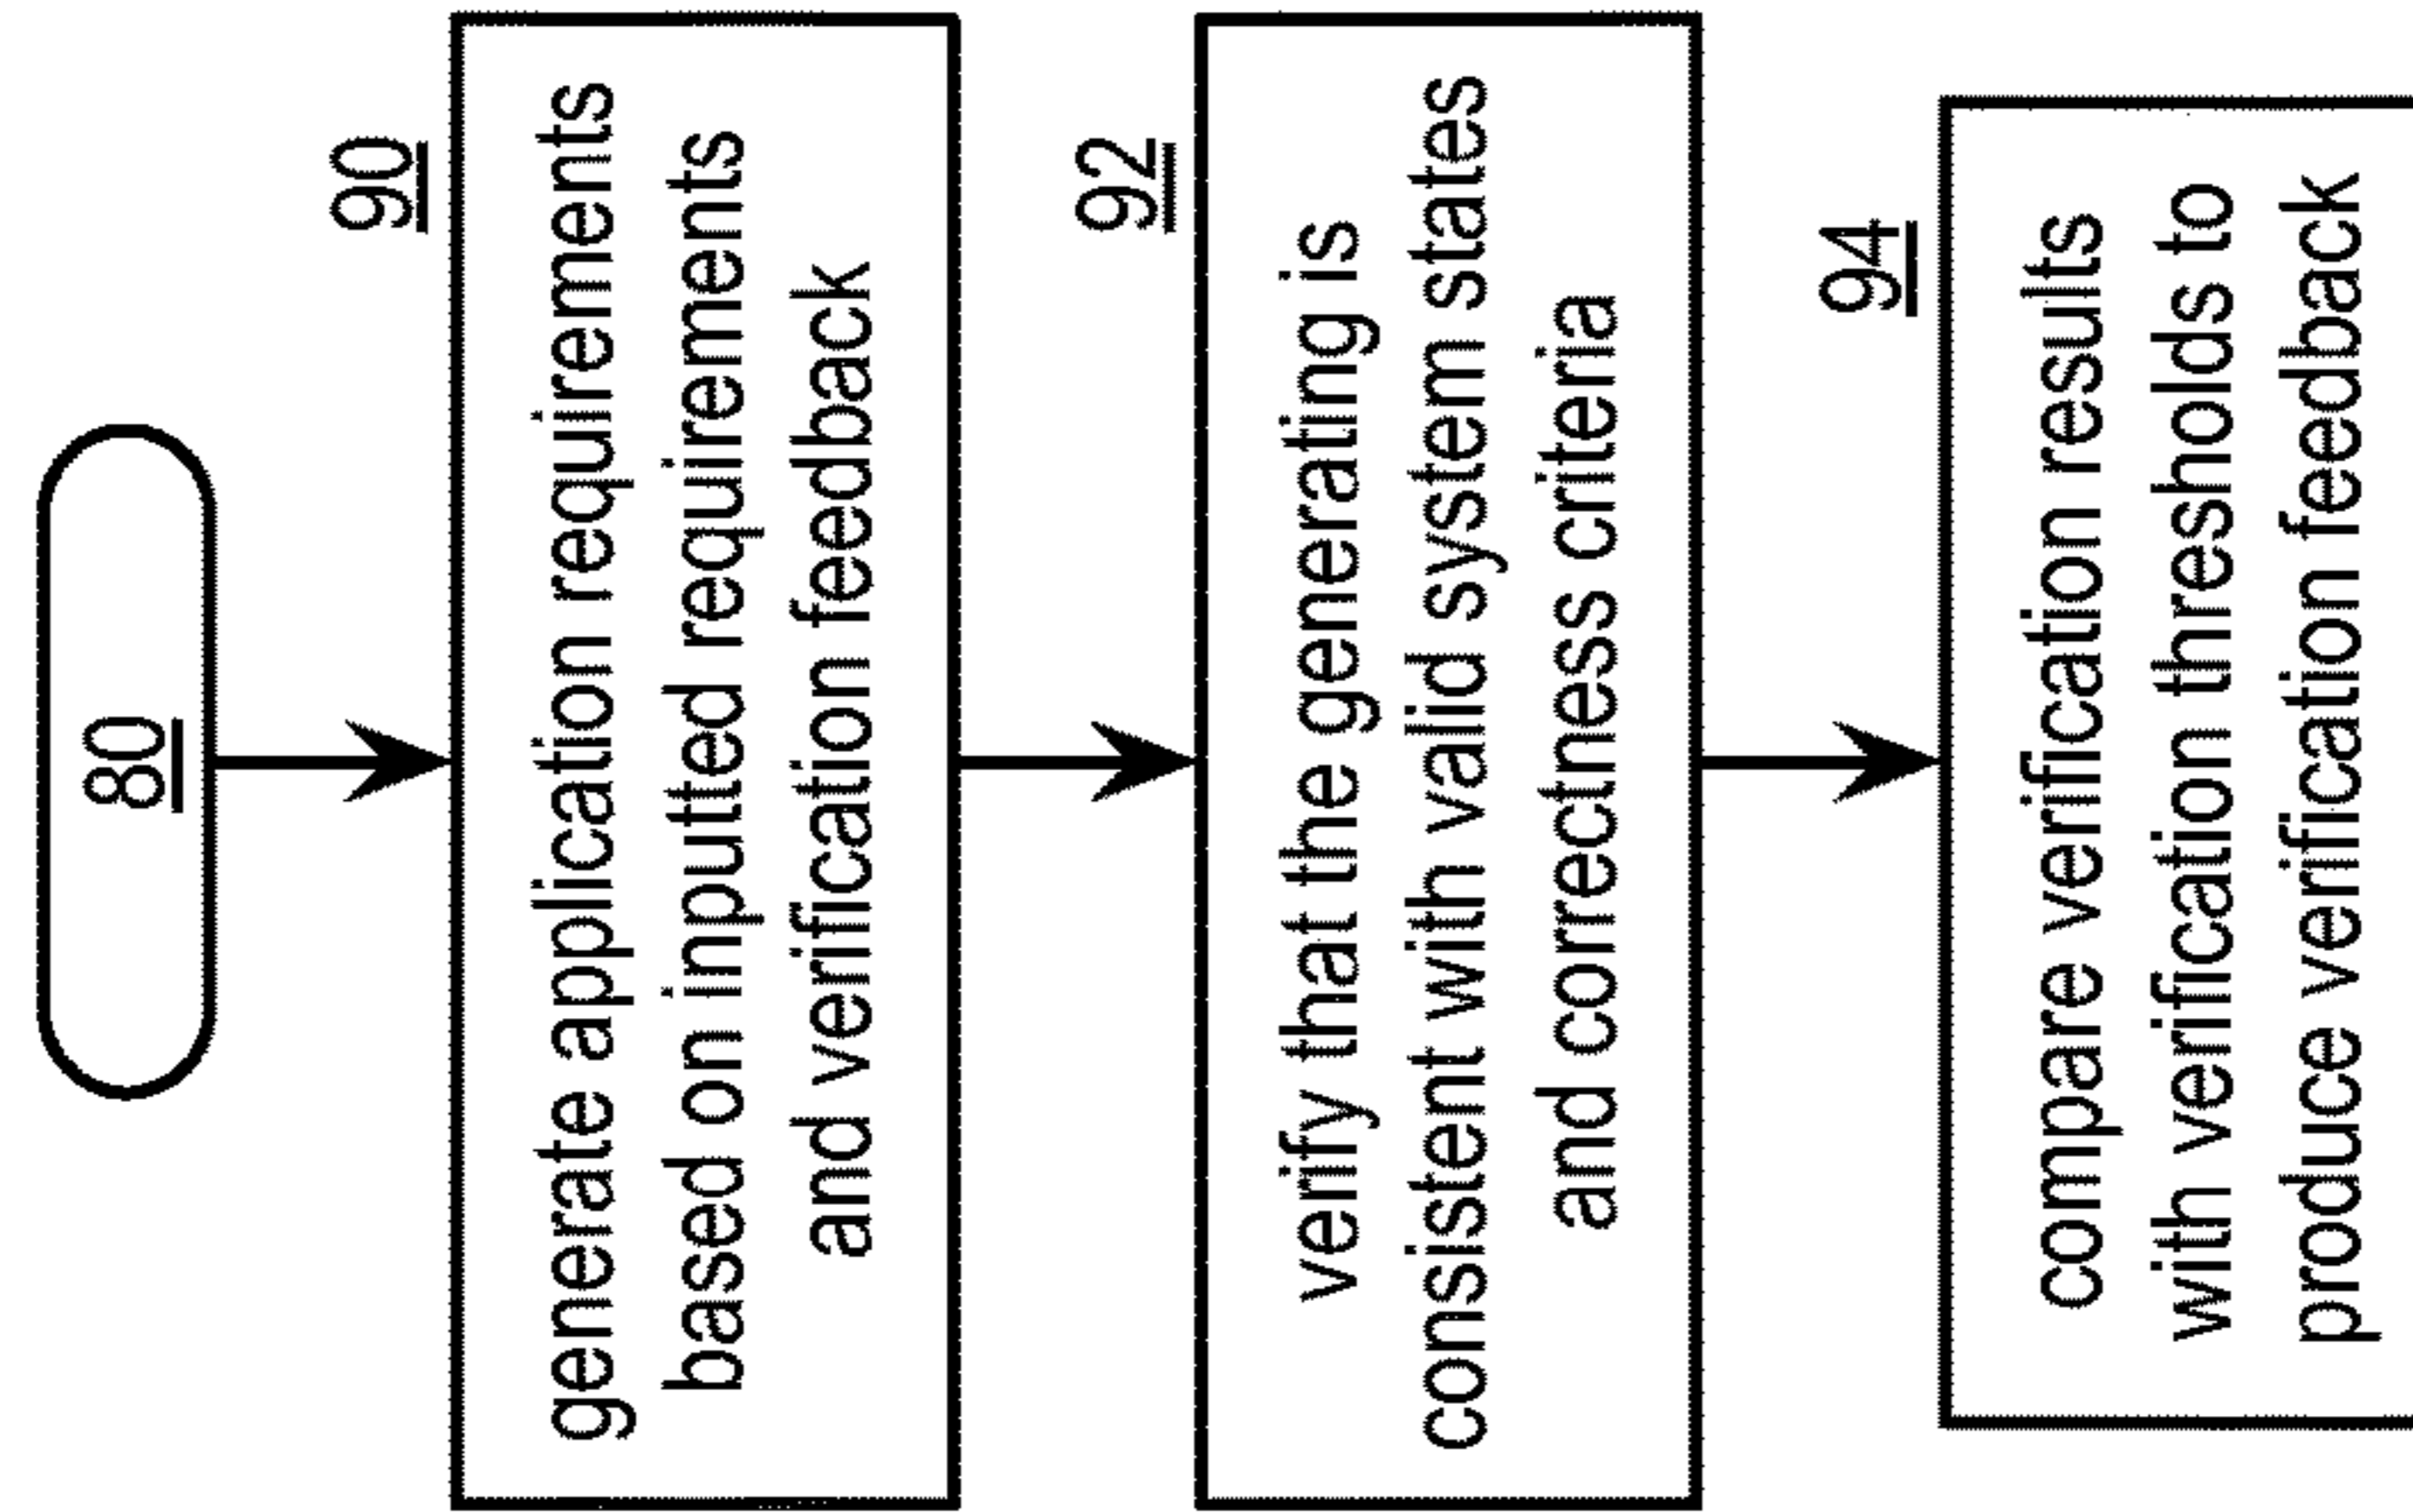 80
90
generate application requirements
based on inputted requirements
and verification feedback
92
verify that the generating is
consistent with valid system states
and correctness criteria
94
compare verification results
with verification thresholds to
produce verification feedback